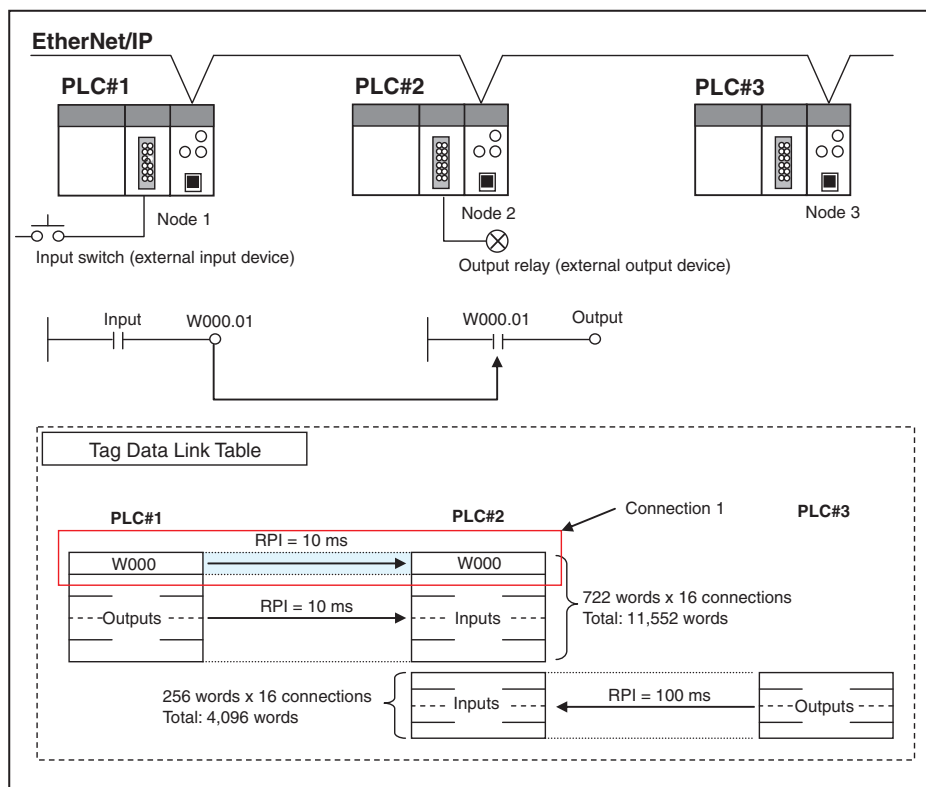 EtherNet/IP
PLC#1
PLC#2
PLC#3
Node 1
Node 2
Node 3
Input switch (external input device)
Output relay (external output device)
Input
W000.01
W000.01
Output
Tag Data Link Table
PLC#1
PLC#2
PLC#3
Connection 1
RPI = 10 ms
W000
W000
RPI = 10 ms
Outputs
Inputs
722 words x 16 connections
Total: 11,552 words
256 words x 16 connections
Total: 4,096 words
Inputs
RPI = 100 ms
Outputs